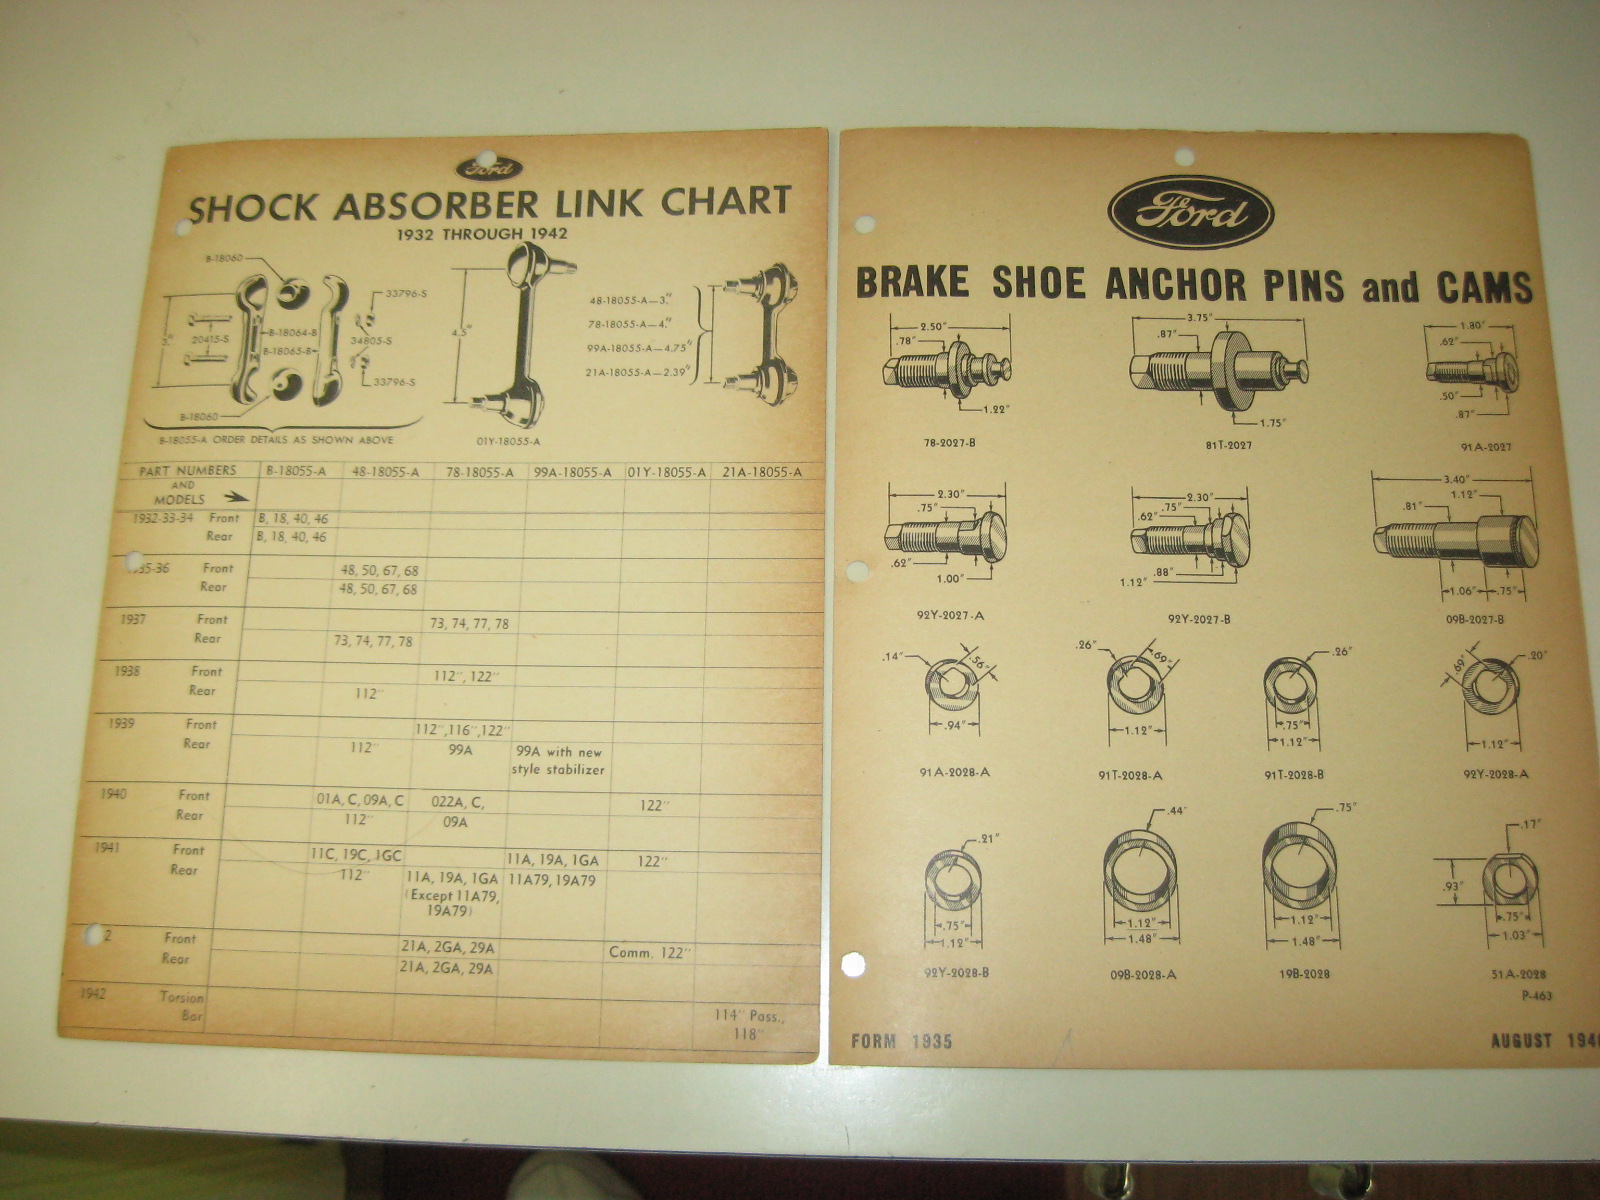 Ford
SHOCK ABSORBER LINK CHART
1932 THROUGH 1942
B-18060
33796-S
3."
20415-S
B-18064-B
B-18065-B
34805-S
33796-S
B-18060
B-18055-A ORDER DETAILS AS SHOWN ABOVE
4.5"
01Y-18055-A
48-18055-A—3."
78-18055-A—4."
99A-18055-A—4.75"
21A-18055-A—2.39"
PART NUMBERS AND MODELS B-18055-A 48-18055-A 78-18055-A 99A-18055-A 01Y-18055-A 21A-18055-A
1932-33-34 Front B, 18, 40, 46
Rear B, 18, 40, 46
35-36 Front 48, 50, 67, 68
Rear 48, 50, 67, 68
1937 Front 73, 74, 77, 78
Rear 73, 74, 77, 78
1938 Front 112", 122"
Rear 112"
1939 Front 112", 116", 122"
Rear 112" 99A 99A with new
style stabilizer
1940 Front 01A, C, 09A, C 022A, C, 122"
Rear 112" 09A
1941 Front 11C, 19C, 1GC 11A, 19A, 1GA 122"
Rear 112" 11A, 19A, 1GA 11A79, 19A79
(Except 11A79,
19A79)
2 Front 21A, 2GA, 29A Comm. 122"
Rear 21A, 2GA, 29A
1942 Torsion
Bar 114" Pass.,
118"
Ford
BRAKE SHOE ANCHOR PINS and CAMS
2.50"
.78"
1.22"
78-2027-B
3.75"
.87"
1.75"
81T-2027
1.80"
.62"
.50"
.87"
91A-2027
2.30"
.75"
.62"
1.00"
92Y-2027-A
2.30"
.75"
.62"
.88"
1.12"
92Y-2027-B
3.40"
1.12"
.81"
1.06"
.75"
09B-2027-B
.14"
.56"
.94"
91A-2028-A
.26"
.69"
1.12"
91T-2028-A
.26"
.75"
1.12"
91T-2028-B
.69"
.20"
1.12"
92Y-2028-A
.21"
.75"
1.12"
92Y-2028-B
.44"
1.12"
1.48"
09B-2028-A
.75"
1.12"
1.48"
19B-2028
.17"
.93"
.75"
1.03"
51A-2028
P-463
FORM 1935
AUGUST 194